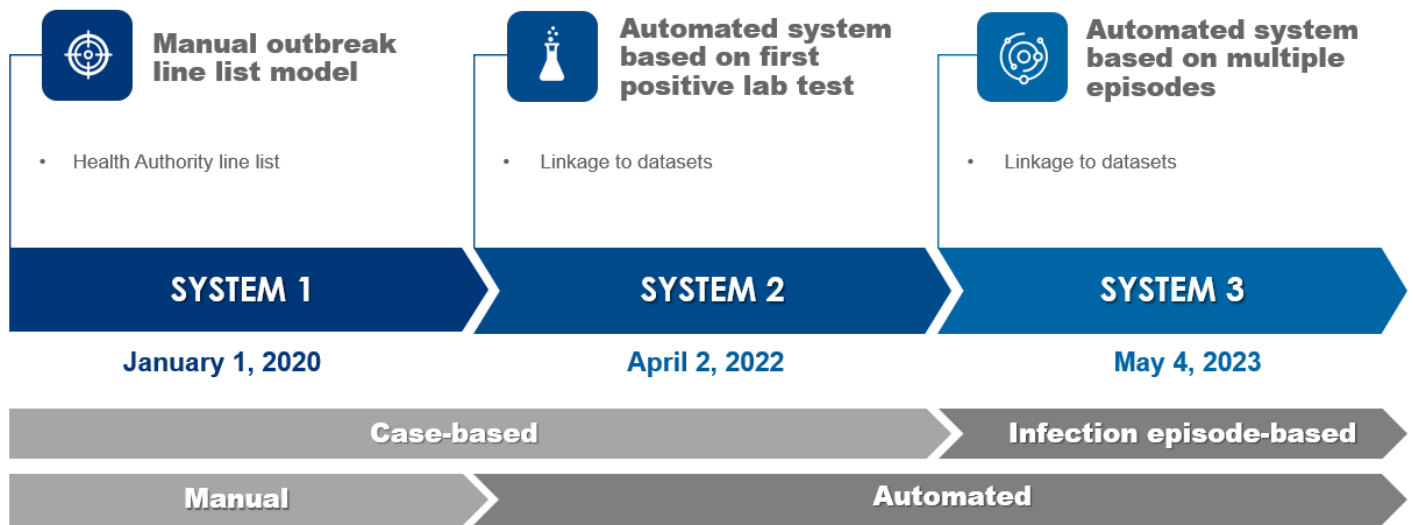 Manual outbreak
line list model
• Health Authority line list
Automated system
based on first
positive lab test
• Linkage to datasets
Automated system
based on multiple
episodes
• Linkage to datasets
SYSTEM 1
SYSTEM 2
SYSTEM 3
January 1, 2020
April 2, 2022
May 4, 2023
Case-based
Infection episode-based
Manual
Automated